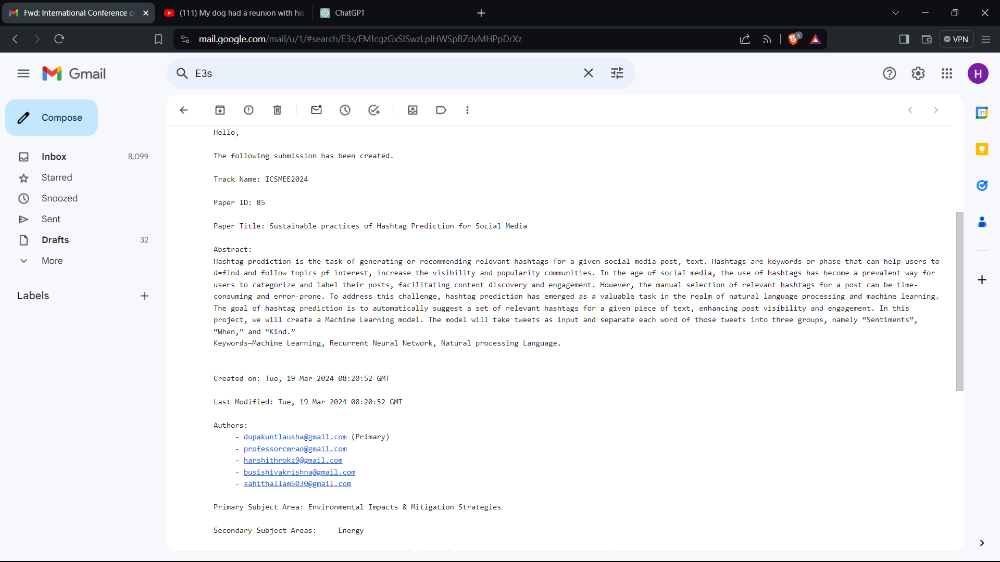 Fwd: International Conference o
(111) My dog had a reunion with his
ChatGPT
mail.google.com/mail/u/1/#search/E3s/FMfcgzGxSlSwzLplHWSpBZdvMHPpDrXz
5
VPN
Gmail
E3s
H
Compose
31
Inbox 8,099
Starred
Snoozed
Sent
Drafts 32
More
Labels
Hello,
The following submission has been created.
Track Name: ICSMEE2024
Paper ID: 85
Paper Title: Sustainable practices of Hashtag Prediction for Social Media
Abstract:
Hashtag prediction is the task of generating or recommending relevant hashtags for a given social media post, text. Hashtags are keywords or phase that can help users to
d=find and follow topics pf interest, increase the visibility and popularity communities. In the age of social media, the use of hashtags has become a prevalent way for
users to categorize and label their posts, facilitating content discovery and engagement. However, the manual selection of relevant hashtags for a post can be time-
consuming and error-prone. To address this challenge, hashtag prediction has emerged as a valuable task in the realm of natural language processing and machine learning.
The goal of hashtag prediction is to automatically suggest a set of relevant hashtags for a given piece of text, enhancing post visibility and engagement. In this
project, we will create a Machine Learning model. The model will take tweets as input and separate each word of those tweets into three groups, namely “Sentiments”,
“When,” and “Kind.”
Keywords—Machine Learning, Recurrent Neural Network, Natural processing Language.
Created on: Tue, 19 Mar 2024 08:20:52 GMT
Last Modified: Tue, 19 Mar 2024 08:20:52 GMT
Authors:
- dupakuntlausha@gmail.com (Primary)
- professorcmrao@gmail.com
- harshithrokz9@gmail.com
- busishivakrishna@gmail.com
- sahithallam5030@gmail.com
Primary Subject Area: Environmental Impacts & Mitigation Strategies
Secondary Subject Areas: Energy